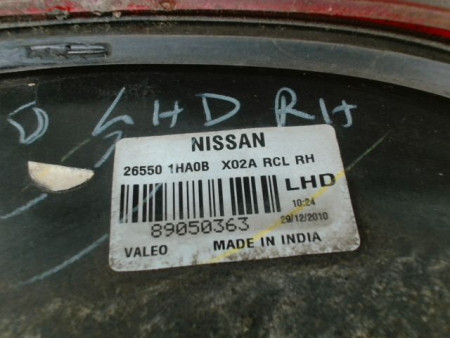 LHD RH
NISSAN
26550 1HA0B X02A RCL RH
LHD
10:24
89050363 29/12/2010
VALEO MADE IN INDIA